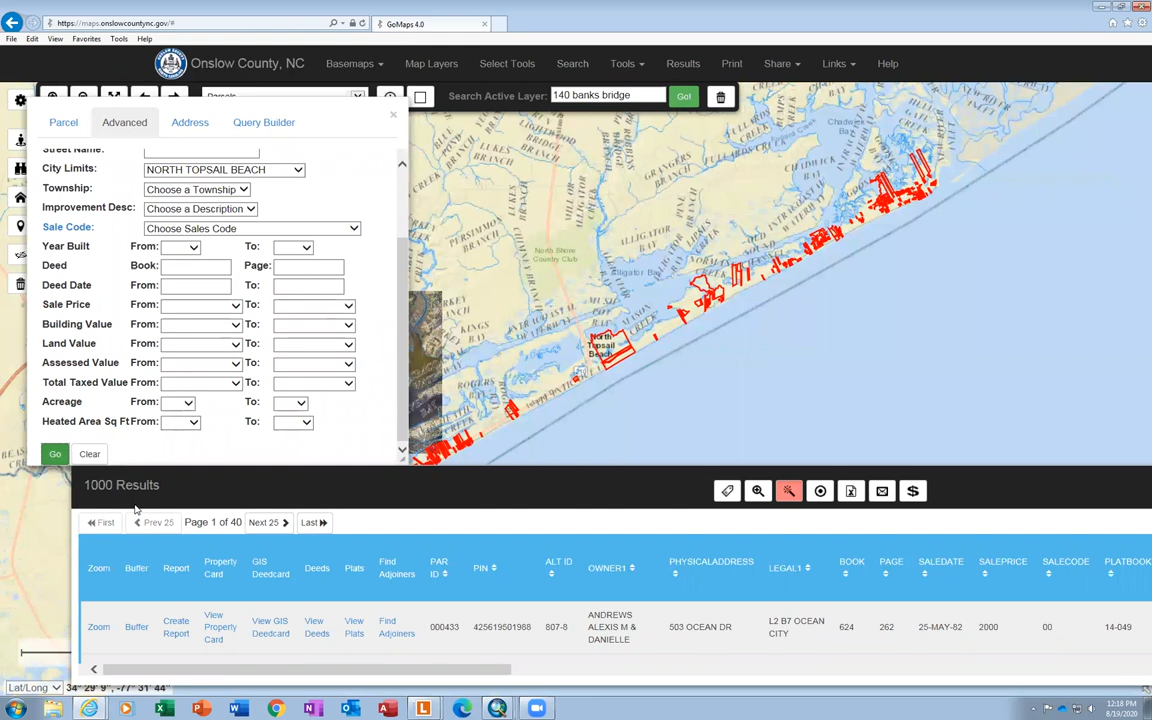 https://maps.onslowcountync.gov/#
GoMaps 4.0
File Edit View Favorites Tools Help
Onslow County, NC
Basemaps Map Layers Select Tools Search Tools Results Print Share Links Help
Parcels
Search Active Layer: 140 banks bridge Go!
Parcel Advanced Address Query Builder
Street Name:
City Limits: NORTH TOPSAIL BEACH
Township: Choose a Township
Improvement Desc: Choose a Description
Sale Code: Choose Sales Code
Year Built From: To:
Deed Book: Page:
Deed Date From: To:
Sale Price From: To:
Building Value From: To:
Land Value From: To:
Assessed Value From: To:
Total Taxed Value From: To:
Acreage From: To:
Heated Area Sq Ft From: To:
Go Clear
North Shore
Country Club
Alligator Bay
North
Topsail
Beach
1000 Results
First Prev 25 Page 1 of 40 Next 25 Last
Zoom Buffer Report Property Card GIS Deedcard Deeds Plats Find Adjoiners PAR ID PIN ALT ID OWNER1 PHYSICALADDRESS LEGAL1 BOOK PAGE SALEDATE SALEPRICE SALECODE PLATBOOK
Zoom Buffer Create Report View Property Card View GIS Deedcard View Deeds View Plats Find Adjoiners 000433 425619501988 807-8 ANDREWS ALEXIS M & DANIELLE 503 OCEAN DR L2 B7 OCEAN CITY 624 262 25-MAY-82 2000 00 14-049
Lat/Long 34° 29' 9", -77° 31' 44"
12:18 PM
8/19/2020